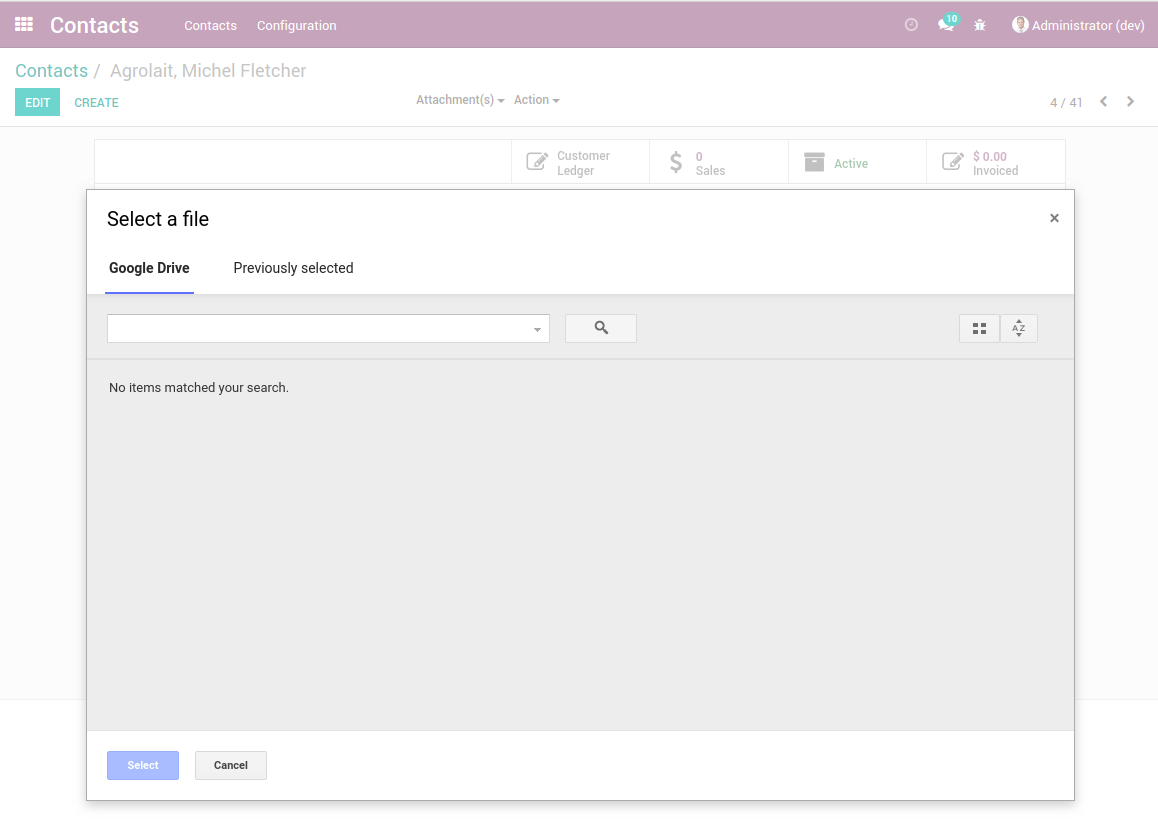 Contacts Contacts Configuration 10 Administrator (dev)
Contacts / Agrolait, Michel Fletcher
EDIT CREATE Attachment(s) Action 4 / 41
Customer Ledger
0 Sales
Active
$ 0.00 Invoiced
Select a file ×
Google Drive Previously selected
AZ
No items matched your search.
Select Cancel